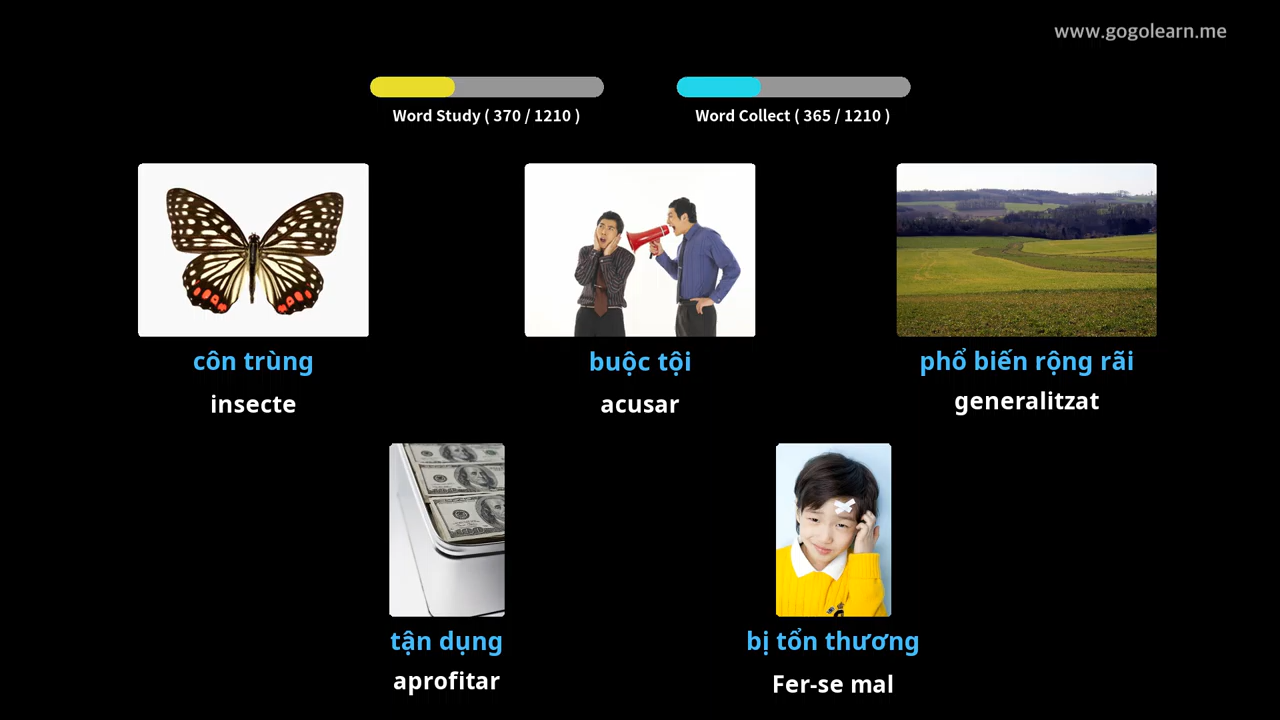 www.gogolearn.me
Word Study ( 370 / 1210 )
Word Collect ( 365 / 1210 )
côn trùng
insecte
buộc tội
acusar
phổ biến rộng rãi
generalitzat
tận dụng
aprofitar
bị tổn thương
Fer-se mal